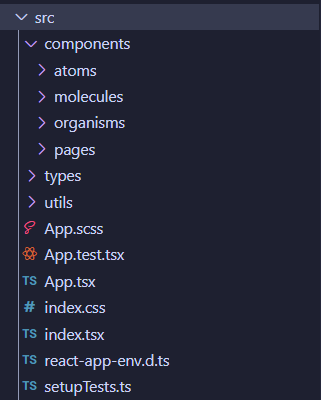 src
components
atoms
molecules
organisms
pages
types
utils
App.scss
App.test.tsx
TS App.tsx
# index.css
TS index.tsx
TS react-app-env.d.ts
TS setupTests.ts